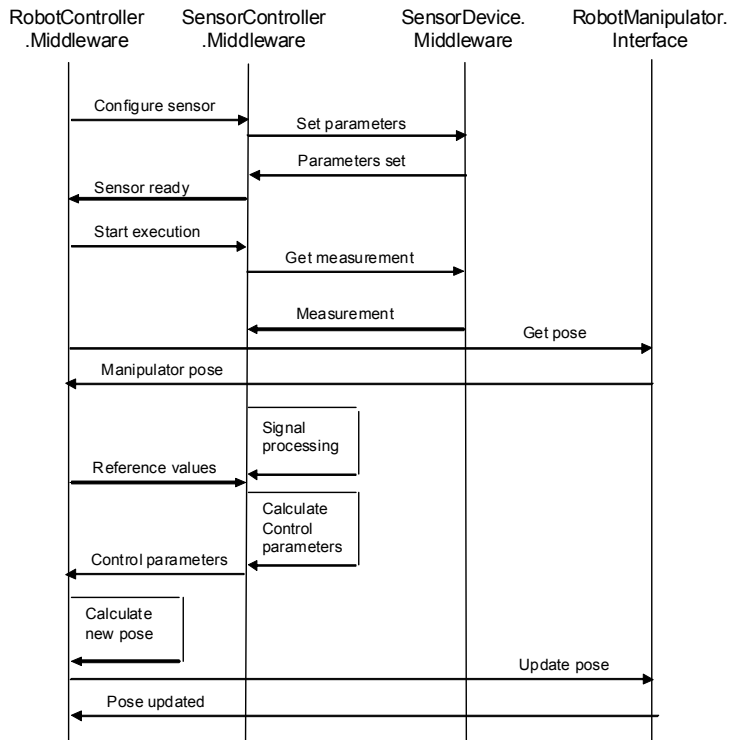 RobotController
.Middleware
SensorController
.Middleware
SensorDevice.
Middleware
RobotManipulator.
Interface
Configure sensor
Set parameters
Parameters set
Sensor ready
Start execution
Get measurement
Measurement
Get pose
Manipulator pose
Signal
processing
Reference values
Calculate
Control
parameters
Control parameters
Calculate
new pose
Update pose
Pose updated